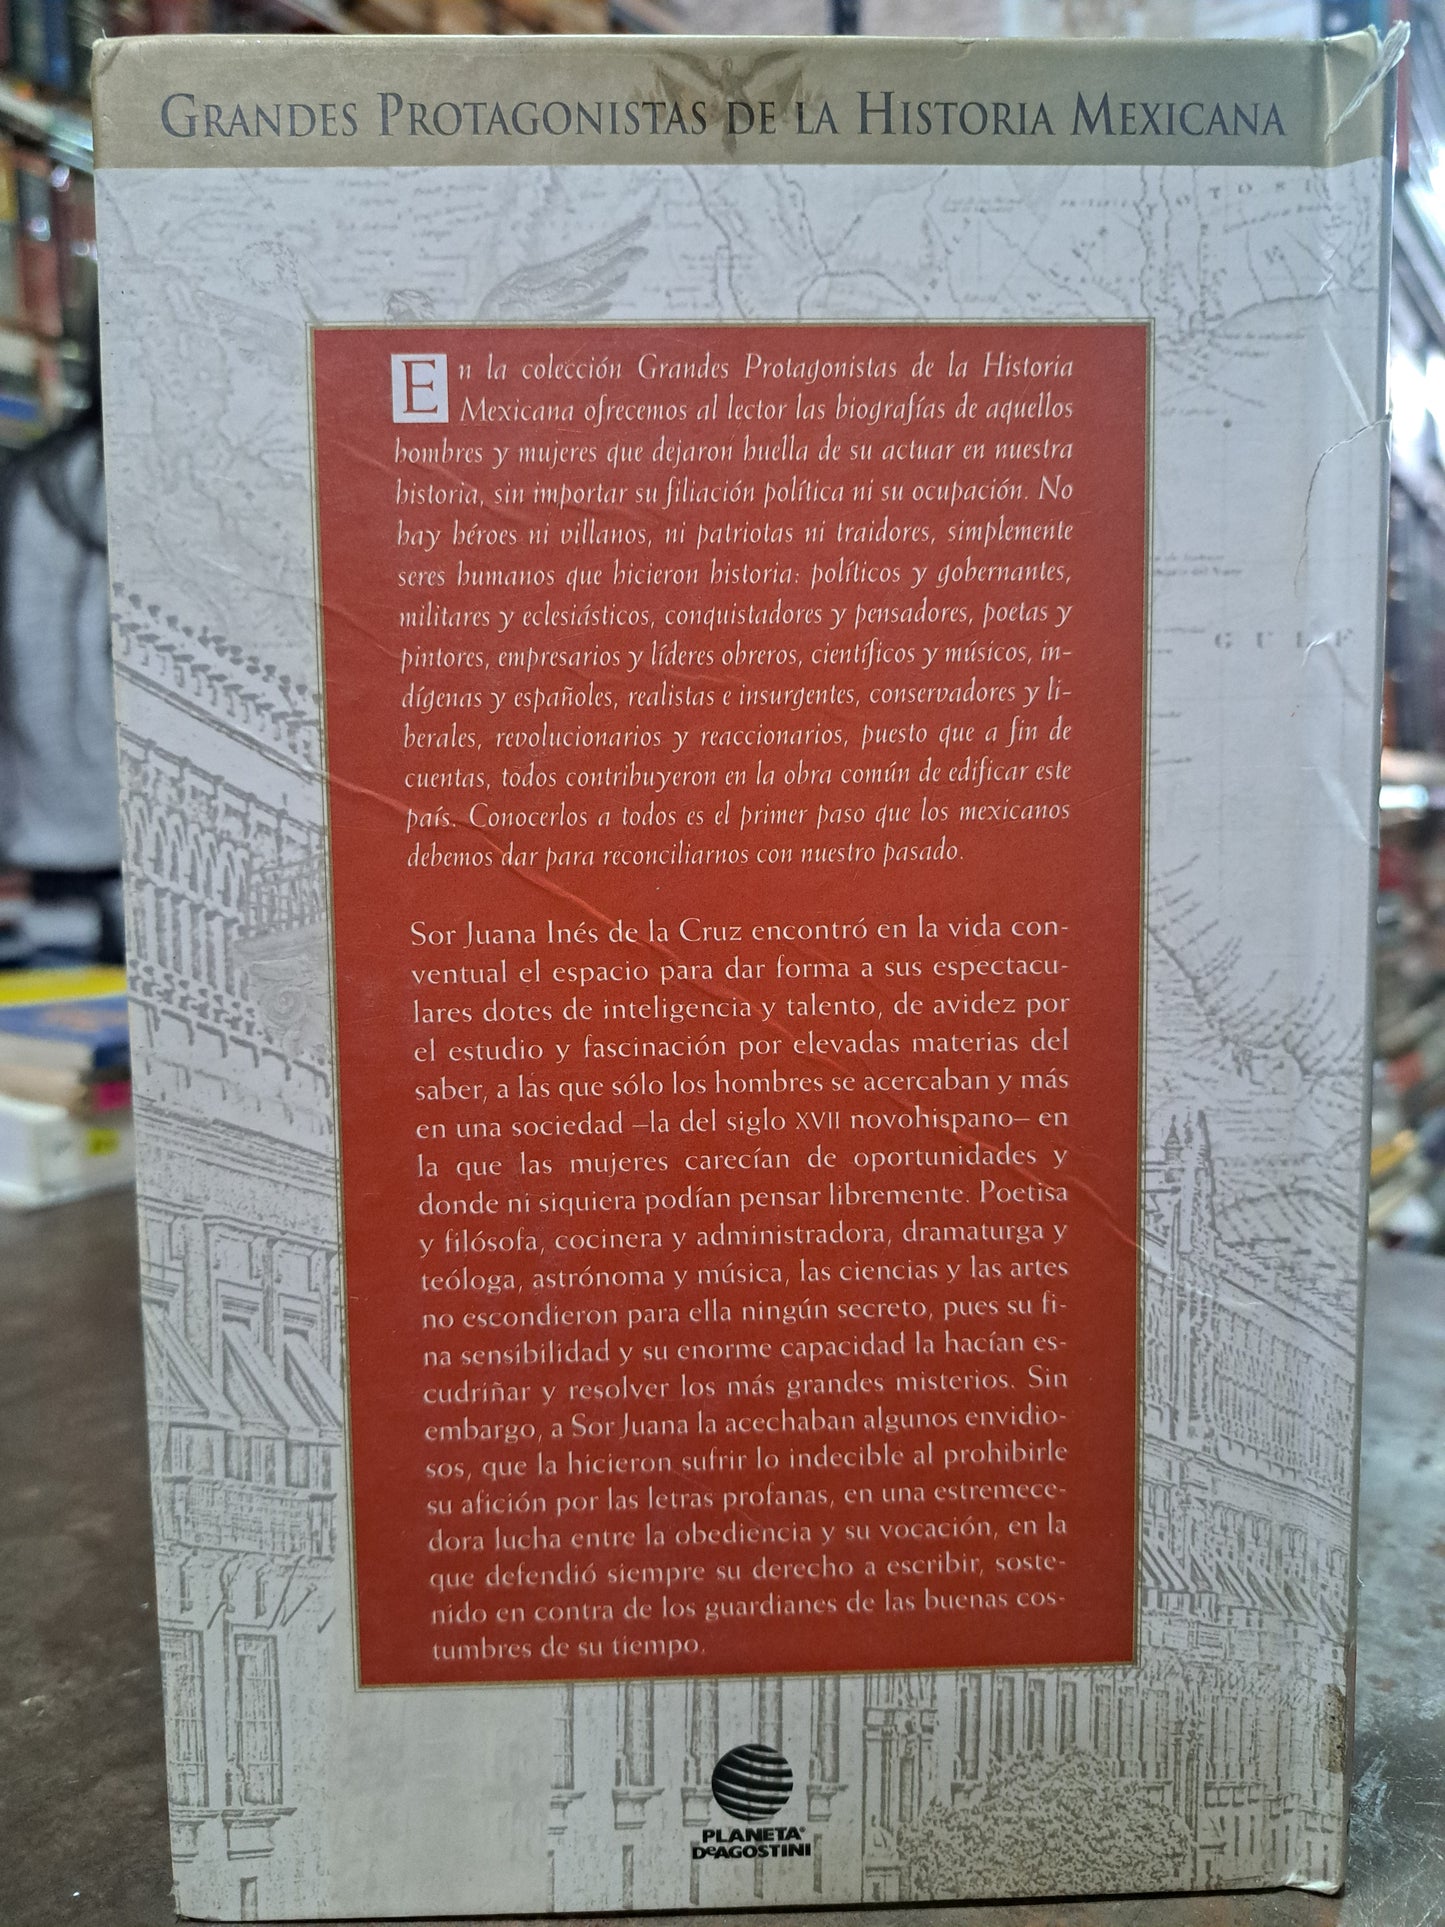 GRANDES PROTAGONISTAS DE LA HISTORIA MEXICANA
En la colección Grandes Protagonistas de la Historia
Mexicana ofrecemos al lector las biografías de aquellos
hombres y mujeres que dejaron huella de su actuar en nuestra
historia, sin importar su filiación política ni su ocupación. No
hay héroes ni villanos, ni patriotas ni traidores, simplemente
seres humanos que hicieron historia: políticos y gobernantes,
militares y eclesiásticos, conquistadores y pensadores, poetas y
pintores, empresarios y líderes obreros, científicos y músicos, in-
dígenas y españoles, realistas e insurgentes, conservadores y li-
berales, revolucionarios y reaccionarios, puesto que a fin de
cuentas, todos contribuyeron en la obra común de edificar este
país. Conocerlos a todos es el primer paso que los mexicanos
debemos dar para reconciliarnos con nuestro pasado.
Sor Juana Inés de la Cruz encontró en la vida con-
ventual el espacio para dar forma a sus espectacu-
lares dotes de inteligencia y talento, de avidez por
el estudio y fascinación por elevadas materias del
saber, a las que sólo los hombres se acercaban y más
en una sociedad –la del siglo XVII novohispano– en
la que las mujeres carecían de oportunidades y
donde ni siquiera podían pensar libremente. Poetisa
y filósofa, cocinera y administradora, dramaturga y
teóloga, astrónoma y música, las ciencias y las artes
no escondieron para ella ningún secreto, pues su fi-
na sensibilidad y su enorme capacidad la hacían es-
cudriñar y resolver los más grandes misterios. Sin
embargo, a Sor Juana la acechaban algunos envidio-
sos, que la hicieron sufrir lo indecible al prohibirle
su afición por las letras profanas, en una estremece-
dora lucha entre la obediencia y su vocación, en la
que defendió siempre su derecho a escribir, soste-
nido en contra de los guardianes de las buenas cos-
tumbres de su tiempo.
PLANETA
DeAGOSTINI